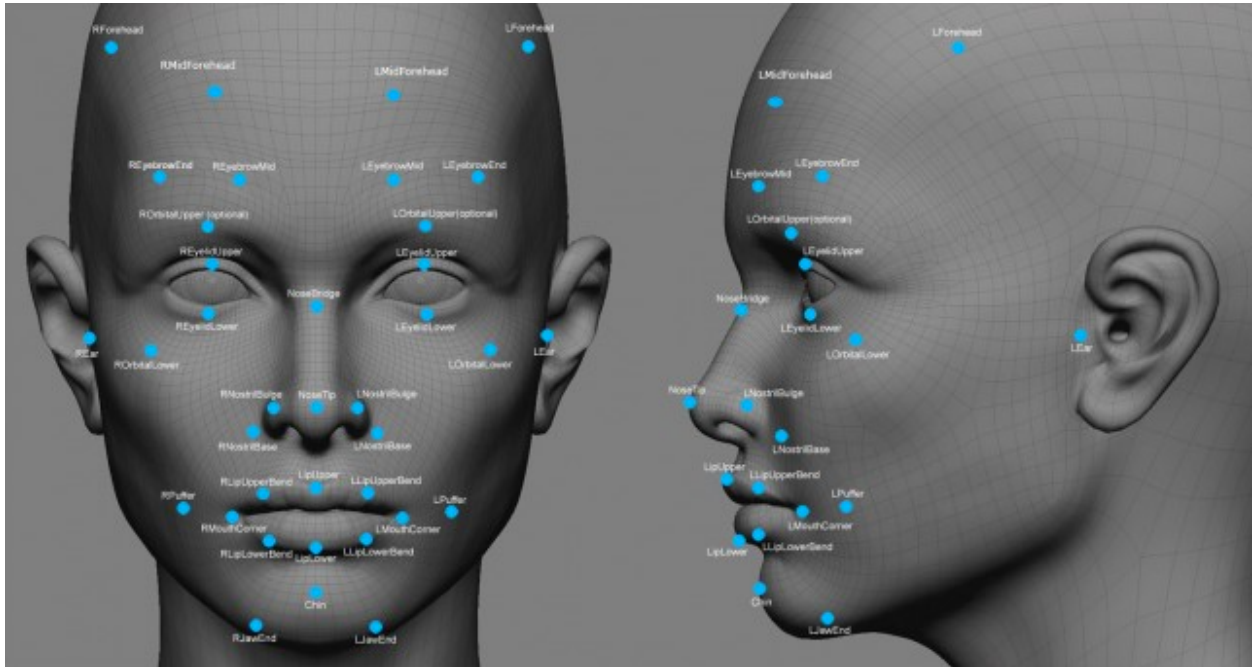 RForehead
LForehead
RMidForehead
LMidForehead
REyebrowEnd
REyebrowMid
LEyebrowMid
LEyebrowEnd
ROrbitalUpper (optional)
LOrbitalUpper(optional)
REyelidUpper
LEyelidUpper
NoseBridge
REyelidLower
LEyelidLower
REar
LEar
ROrbitalLower
LOrbitalLower
RNostrilBulge
NoseTip
LNostrilBulge
RNostrilBase
LNostrilBase
LipUpper
RLipUpperBend
LLipUpperBend
RPuffer
LPuffer
RMouthCorner
LMouthCorner
RLipLowerBend
LipLower
LLipLowerBend
Chin
RJawEnd
LJawEnd
LForehead
LMidForehead
LEyebrowEnd
LEyebrowMid
LOrbitalUpper(optional)
LEyelidUpper
NoseBridge
LEyelidLower
LOrbitalLower
LEar
NoseTip
LNostrilBulge
LNostrilBase
LipUpper
LLipUpperBend
LPuffer
LMouthCorner
LipLower
LLipLowerBend
Chin
LJawEnd